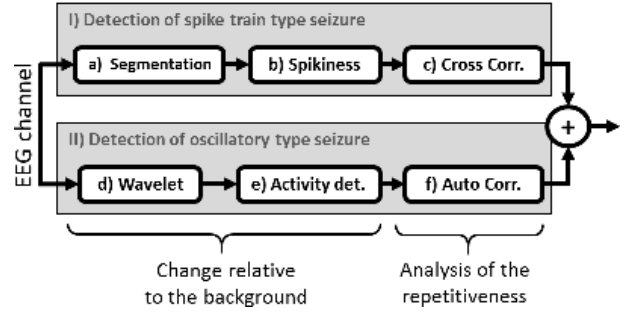 I) Detection of spike train type seizure
a) Segmentation
b) Spikiness
c) Cross Corr.
EEG channel
+
II) Detection of oscillatory type seizure
d) Wavelet
e) Activity det.
f) Auto Corr.
Change relative
to the background
Analysis of the
repetitiveness